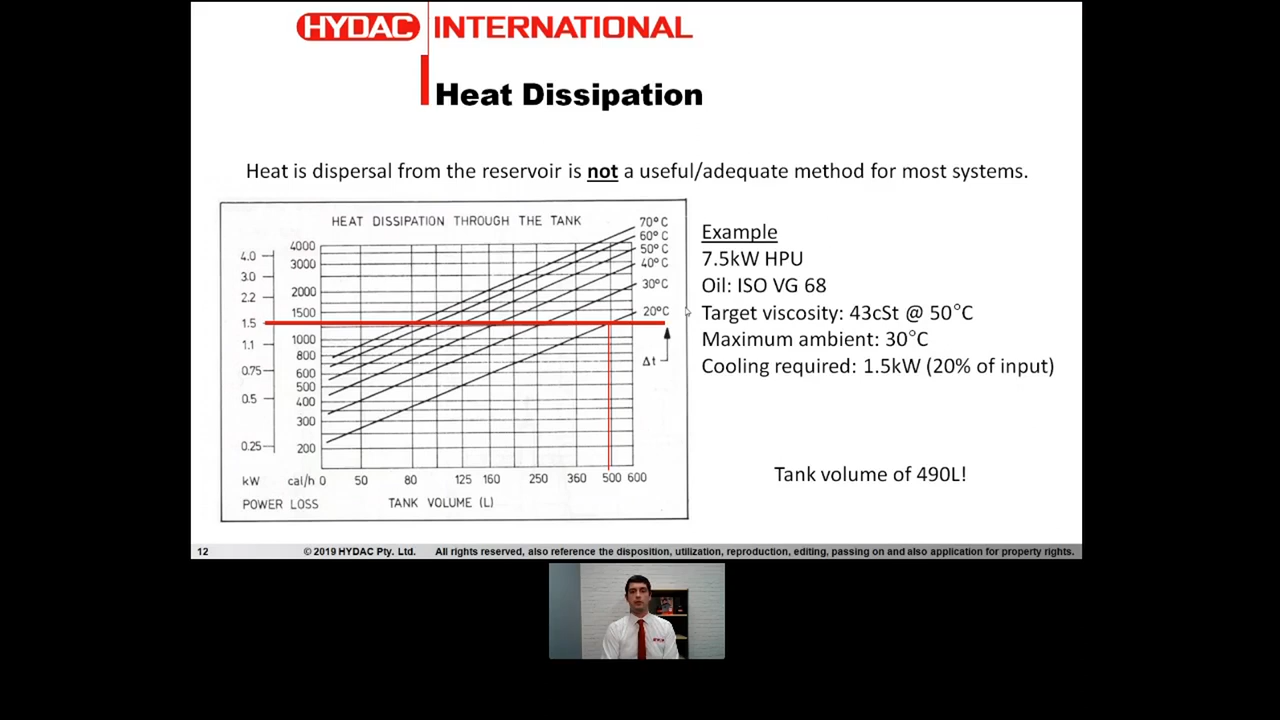 HYDAC INTERNATIONAL
Heat Dissipation
Heat is dispersal from the reservoir is not a useful/adequate method for most systems.
HEAT DISSIPATION THROUGH THE TANK
70°C
60°C
50°C
40°C
30°C
20°C
Δt
4.0
3.0
2.2
1.5
1.1
0.75
0.5
0.25
kW
4000
3000
2000
1500
1000
800
600
500
400
300
200
cal/h
0 50 80 125 160 250 360 500 600
POWER LOSS
TANK VOLUME (L)
Example
7.5kW HPU
Oil: ISO VG 68
Target viscosity: 43cSt @ 50°C
Maximum ambient: 30°C
Cooling required: 1.5kW (20% of input)
Tank volume of 490L!
12 © 2019 HYDAC Pty. Ltd. All rights reserved, also reference the disposition, utilization, reproduction, editing, passing on and also application for property rights.